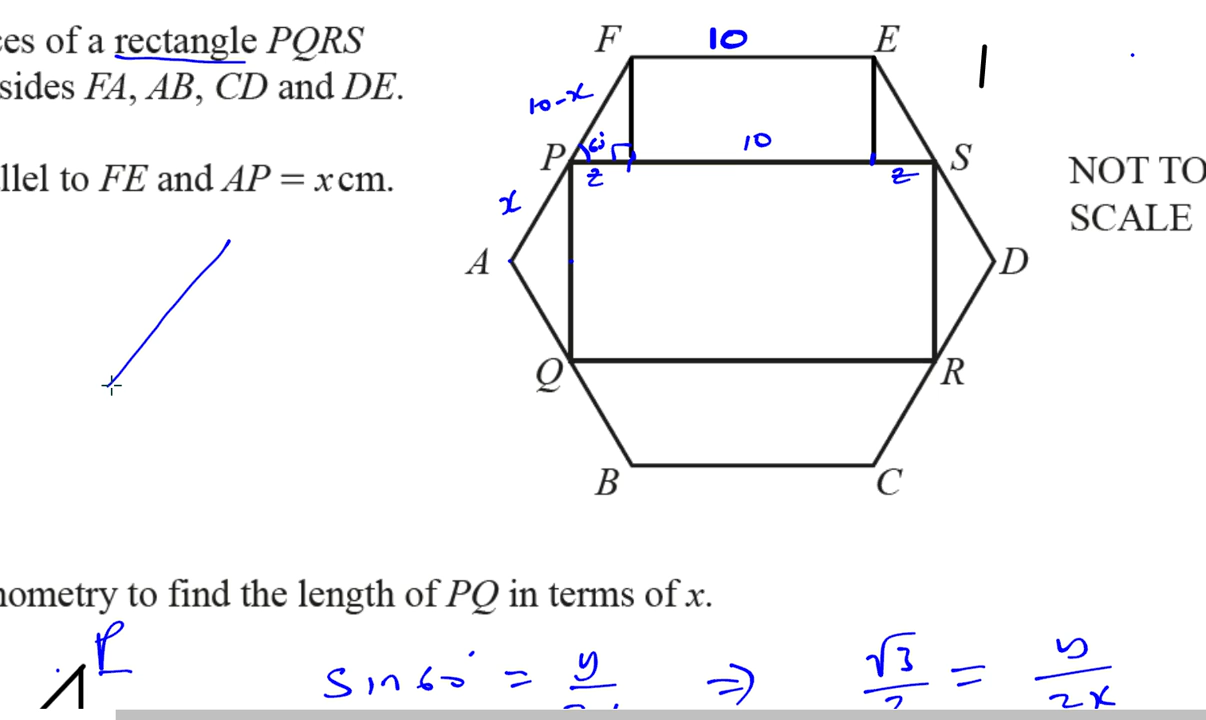 ces of a rectangle PQRS
sides FA, AB, CD and DE.
llel to FE and AP = x cm.
F 10 E
10-x
60° 10
P z z S
x
NOT TO
SCALE
A D
Q R
B C
nometry to find the length of PQ in terms of x.
P
sin 60° = y ⇒ √3/2 = y/2x